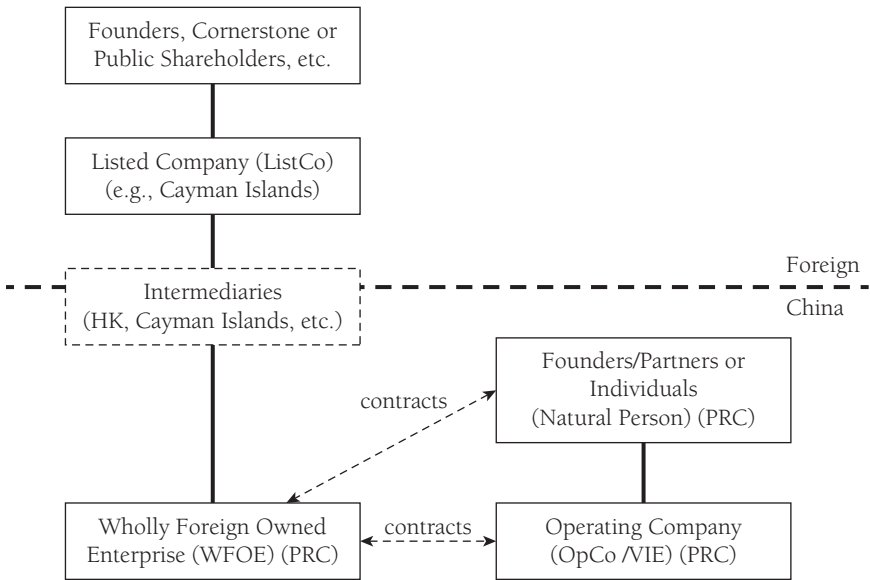 Founders, Cornerstone or
Public Shareholders, etc.
Listed Company (ListCo)
(e.g., Cayman Islands)
Foreign
Intermediaries
(HK, Cayman Islands, etc.)
China
Founders/Partners or
Individuals
(Natural Person) (PRC)
contracts
Wholly Foreign Owned
Enterprise (WFOE) (PRC)
contracts
Operating Company
(OpCo /VIE) (PRC)